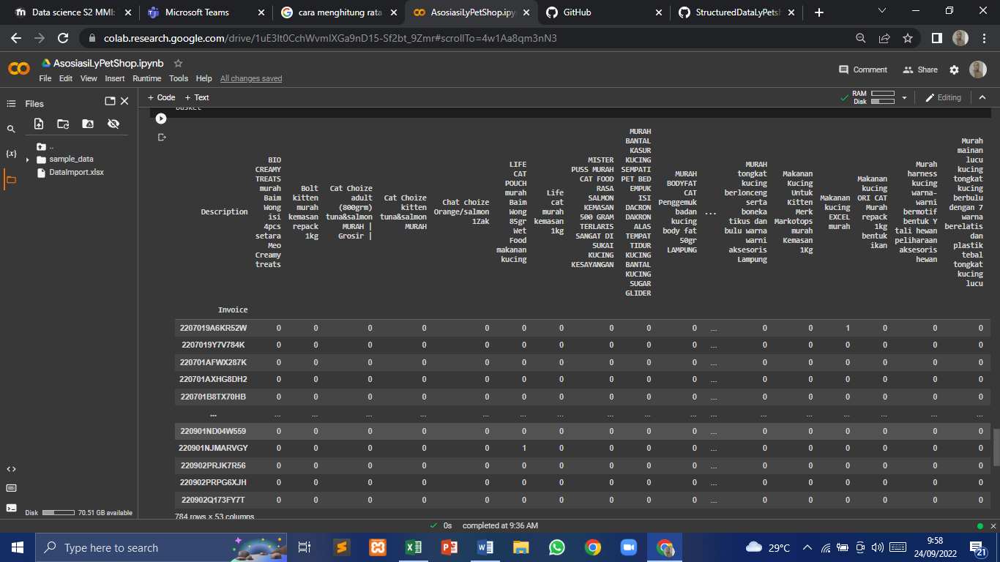 Data science S2 MMI:
Microsoft Teams
cara menghitung rata
AsosiasiLyPetShop.ipy
GitHub
StructuredDataLyPets
colab.research.google.com/drive/1uE3It0CchWvmIXGa9nD15-Sf2bt_9Zmr#scrollTo=4w1Aa8qm3nN3
AsosiasiLyPetShop.ipynb
File Edit View Insert Runtime Tools Help All changes saved
Comment Share
Files
+ Code + Text
RAM
Disk
Editing
..
sample_data
DataImport.xlsx
Basket
Description
BIO
CREAMY
TREATS
murah
Baim
Wong
isi
4pcs
setara
Meo
Creamy
treats
Bolt
kitten
murah
kemasan
repack
1kg
Cat Choize
adult
(800grm)
tuna&salmon
MURAH |
Grosir |
Cat Choize
kitten
tuna&salmon
MURAH
Chat choize
Orange/salmon
1Zak
LIFE
CAT
POUCH
murah
Baim
Wong
85gr
Wet
Food
makanan
kucing
Life
cat
murah
kemasan
1kg
MISTER
PUSS MURAH
CAT FOOD
RASA
SALMON
KEMASAN
500 GRAM
TERLARIS
SANGAT DI
SUKAI
KUCING
KESAYANGAN
MURAH
BANTAL
KASUR
KUCING
SEMPATI
PET BED
EMPUK
ISI
DACRON
DAKRON
ALAS
TEMPAT
TIDUR
KUCING
BANTAL
KUCING
SUGAR
GLIDER
MURAH
BODYFAT
CAT
Penggemuk
badan
kucing
body fat
50gr
LAMPUNG
...
MURAH
tongkat
kucing
berlonceng
serta
boneka
tikus dan
bulu warna
warni
aksesoris
Lampung
Makanan
Kucing
Untuk
Kitten
Merk
Markotops
murah
Kemasan
1Kg
Makanan
kucing
EXCEL
murah
Makanan
kucing
ORI CAT
Murah
repack
1kg
bentuk
ikan
Murah
harness
kucing
warna-
warni
bermotif
bentuk Y
tali hewan
peliharaan
aksesoris
hewan
Murah
mainan
lucu
kucing
tongkat
kucing
berbulu
dengan 7
warna
berelatis
dan
plastik
tebal
tongkat
kucing
lucu
Invoice
2207019A6KR52W 0 0 0 0 0 0 0 0 0 0 ... 0 0 1 0 0 0
2207019Y7V784K 0 0 0 0 0 0 0 0 0 0 ... 0 0 0 0 0 0
220701AFWX287K 0 0 0 0 0 0 0 0 0 0 ... 0 0 0 0 0 0
220701AXHG8DH2 0 0 0 0 0 0 0 0 0 0 ... 0 0 0 0 0 0
220701B8TX70HB 0 0 0 0 0 0 0 0 0 0 ... 0 0 0 0 0 0
... ... ... ... ... ... ... ... ... ... ... ... ... ... ... ... ... ...
220901ND04W559 0 0 0 0 0 0 0 0 0 0 ... 0 0 0 0 0 0
220901NJMARVGY 0 0 0 0 0 1 0 0 0 0 ... 0 0 0 0 0 0
220902PRJK7R56 0 0 0 0 0 0 0 0 0 0 ... 0 0 0 0 0 0
220902PRPG6XJH 0 0 0 0 0 0 0 0 0 0 ... 0 0 0 0 0 0
220902Q173FY7T 0 0 0 0 0 0 0 0 0 0 ... 0 0 0 0 0 0
784 rows × 53 columns
Disk 70.51 GB available
0s completed at 9:36 AM
Type here to search
29°C
9:58
24/09/2022
21